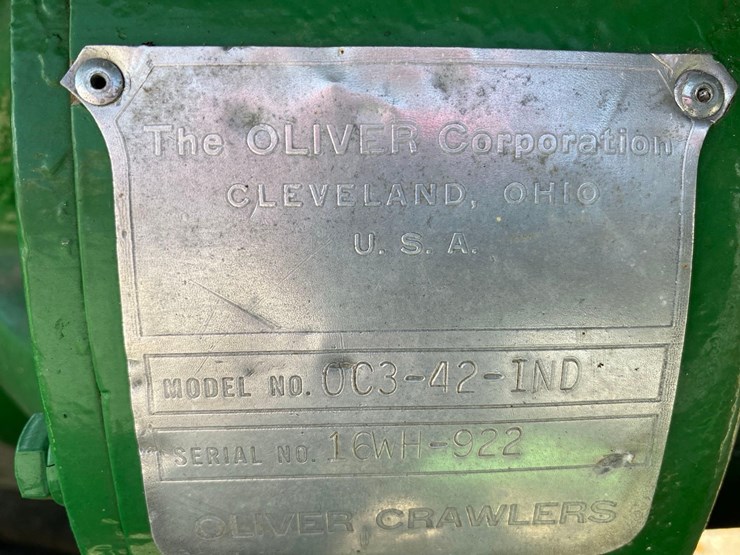 The OLIVER Corporation
CLEVELAND, OHIO
U. S. A.
MODEL NO. OC3-42-IND
SERIAL NO. 16WH-922
OLIVER CRAWLERS